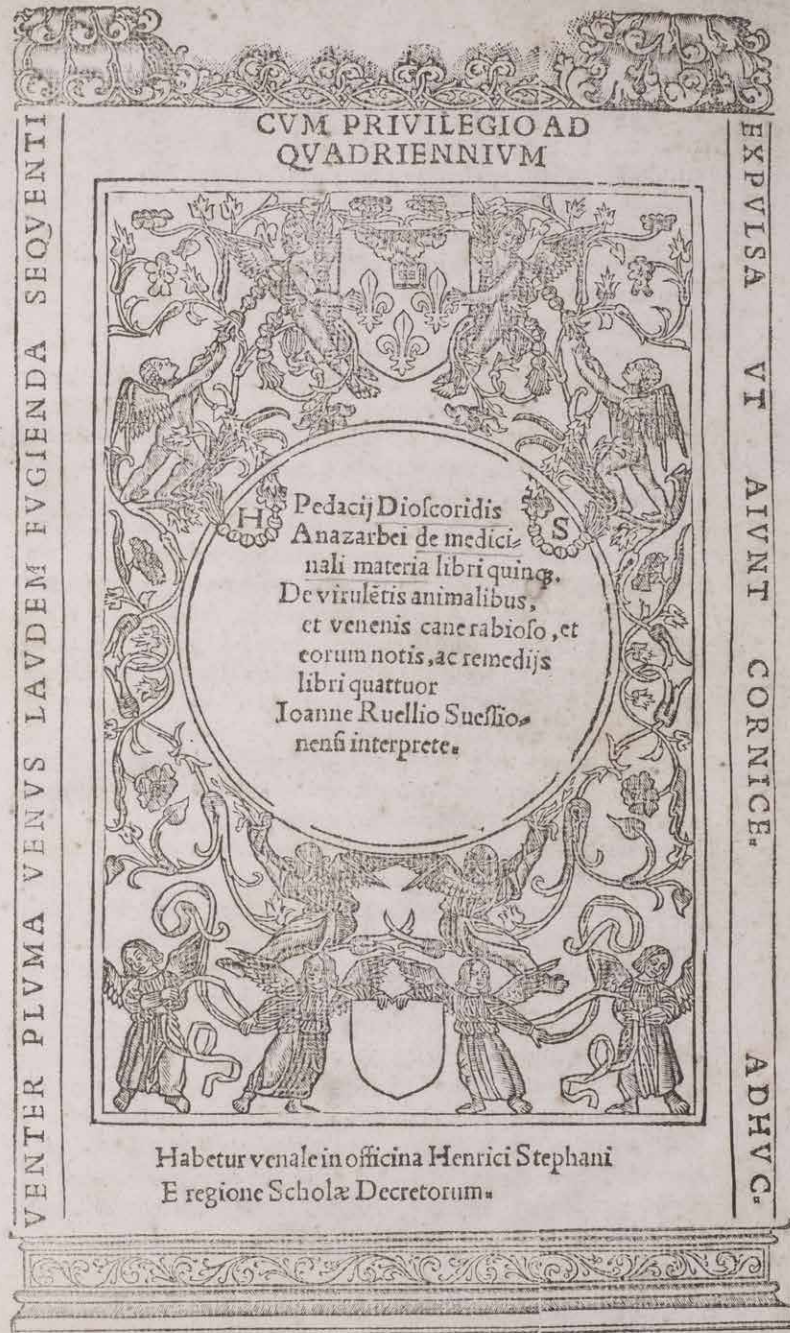 CVM PRIVILEGIO AD
QVADRIENNIVM
VENTER PLVMA VENVS LAVDEM FVGIENDA SEQVENTI
EXPVLSA VT AIVNT CORNICE. ADHVC.
H
S
Pedacij Dioſcoridis
Anazarbei de medici⸗
nali materia libri quinqꝫ.
De virulētis animalibus,
et venenis cane rabioſo, et
eorum notis, ac remedijs
libri quattuor
Ioanne Ruellio Sueſſio⸗
nenſi interprete.
Habetur venale in officina Henrici Stephani
E regione Scholæ Decretorum.